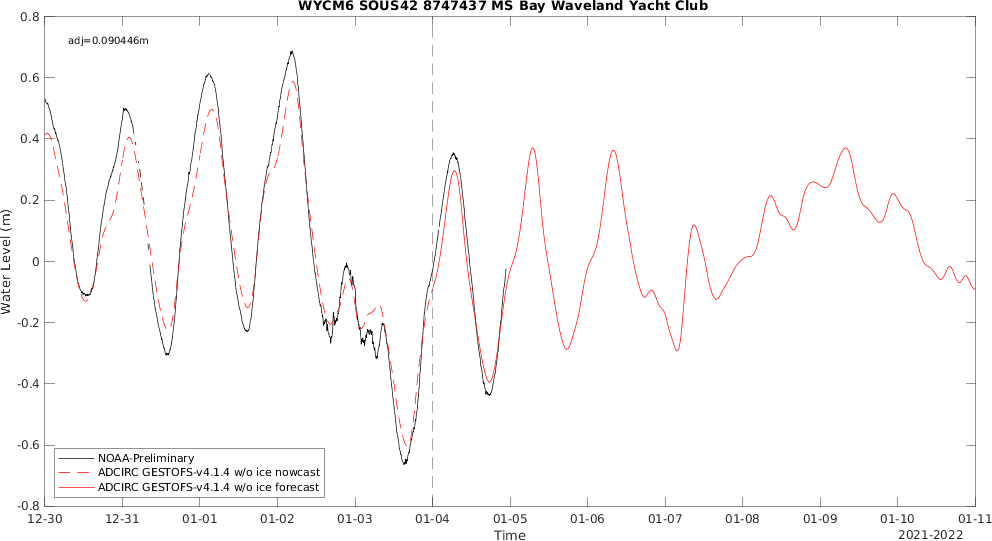 WYCM6 SOUS42 8747437 MS Bay Waveland Yacht Club
adj=0.090446m
0.8
0.6
0.4
0.2
0
-0.2
-0.4
-0.6
-0.8
Water Level (m)
NOAA-Preliminary
ADCIRC GESTOFS-v4.1.4 w/o ice nowcast
ADCIRC GESTOFS-v4.1.4 w/o ice forecast
12-30 12-31 01-01 01-02 01-03 01-04 01-05 01-06 01-07 01-08 01-09 01-10 01-11
Time
2021-2022